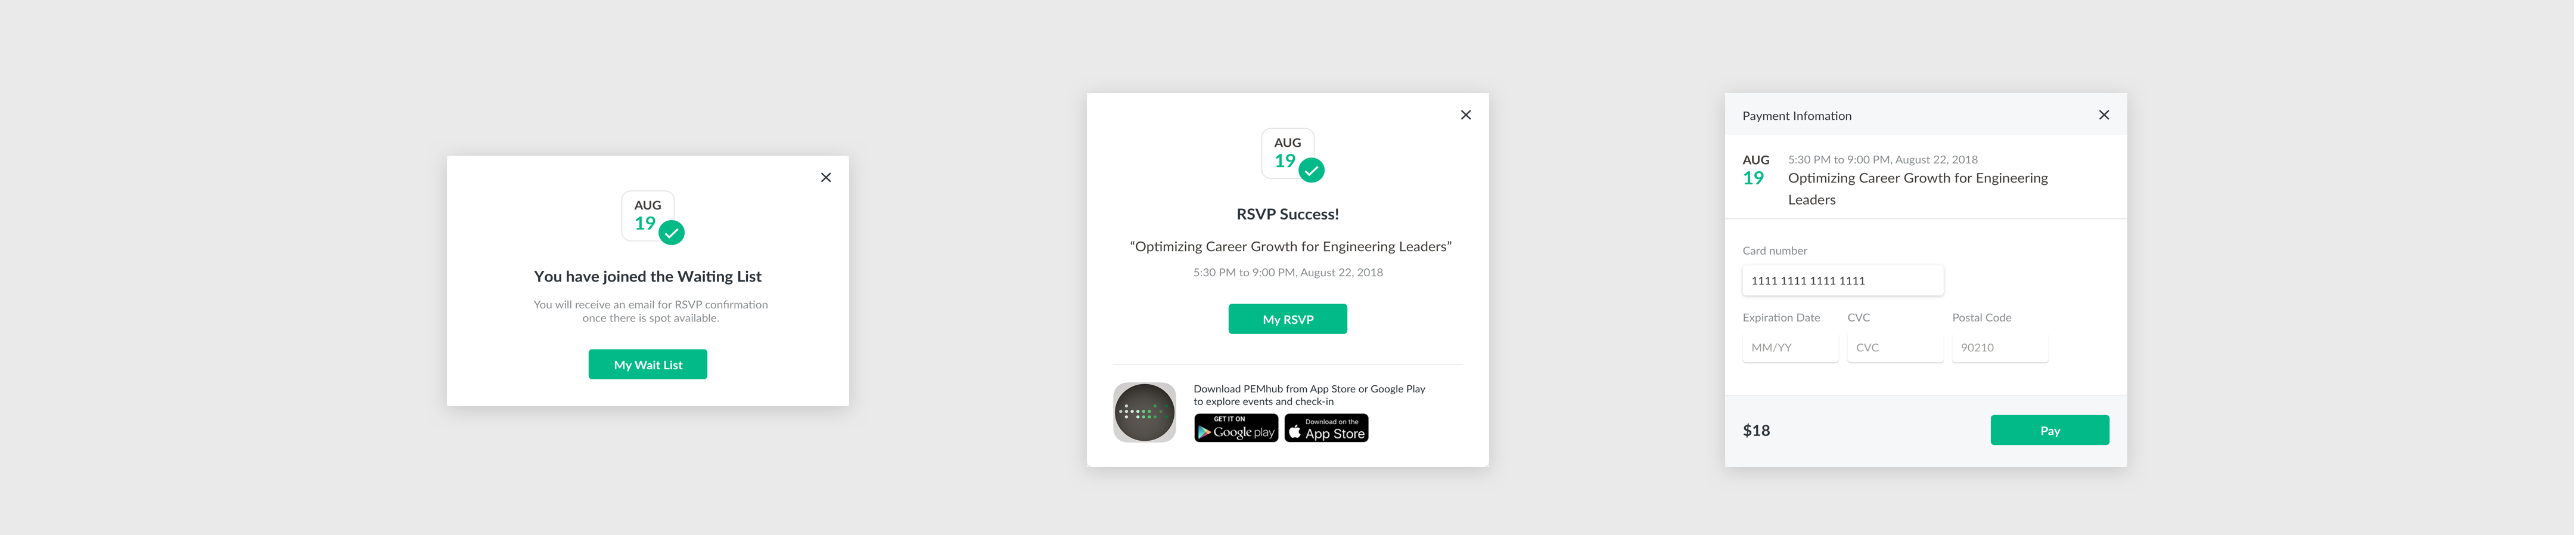 AUG
19
You have joined the Waiting List
You will receive an email for RSVP confirmation
once there is spot available.
My Wait List
AUG
19
RSVP Success!
“Optimizing Career Growth for Engineering Leaders”
5:30 PM to 9:00 PM, August 22, 2018
My RSVP
Download PEMhub from App Store or Google Play
to explore events and check-in
GET IT ON
Google play
Download on the
App Store
Payment Infomation
AUG
19
5:30 PM to 9:00 PM, August 22, 2018
Optimizing Career Growth for Engineering
Leaders
Card number
1111 1111 1111 1111
Expiration Date CVC Postal Code
MM/YY CVC 90210
$18 Pay